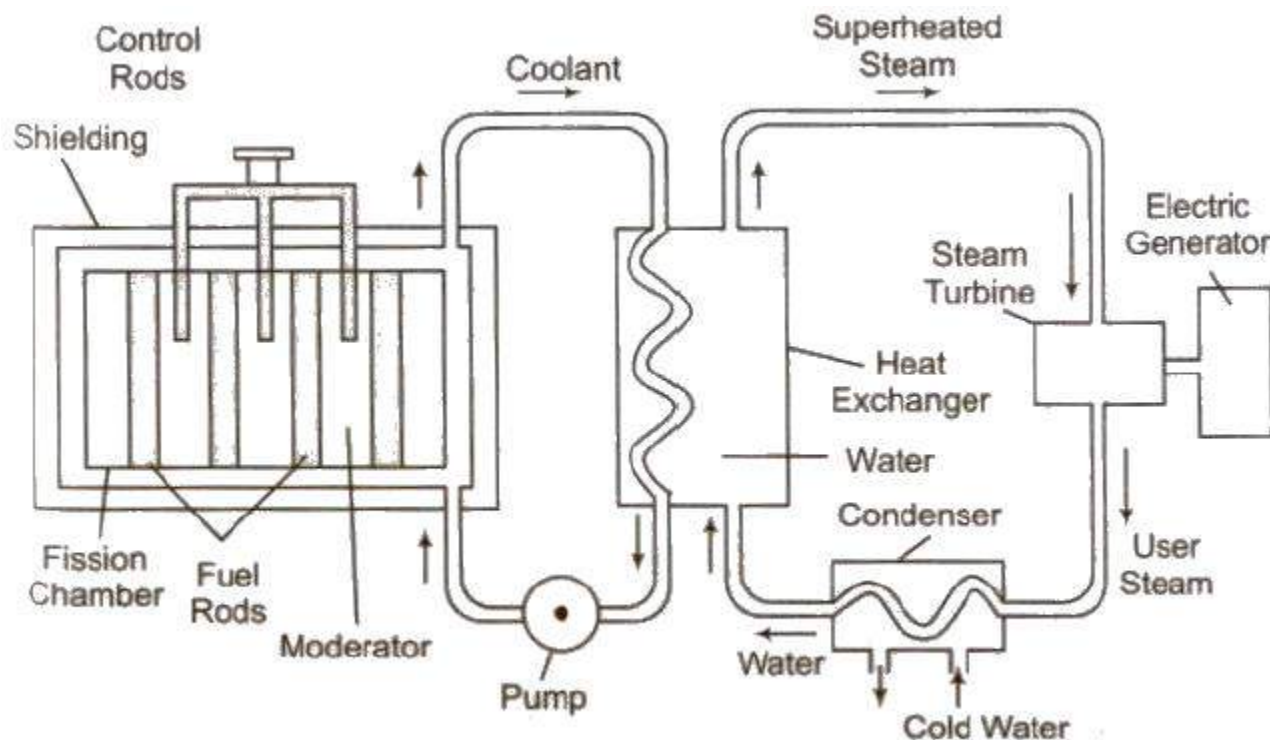 Control
Rods
Shielding
Coolant
Superheated
Steam
Electric
Generator
Steam
Turbine
Heat
Exchanger
Water
Condenser
User
Steam
Fission
Chamber
Fuel
Rods
Moderator
Pump
Water
Cold Water